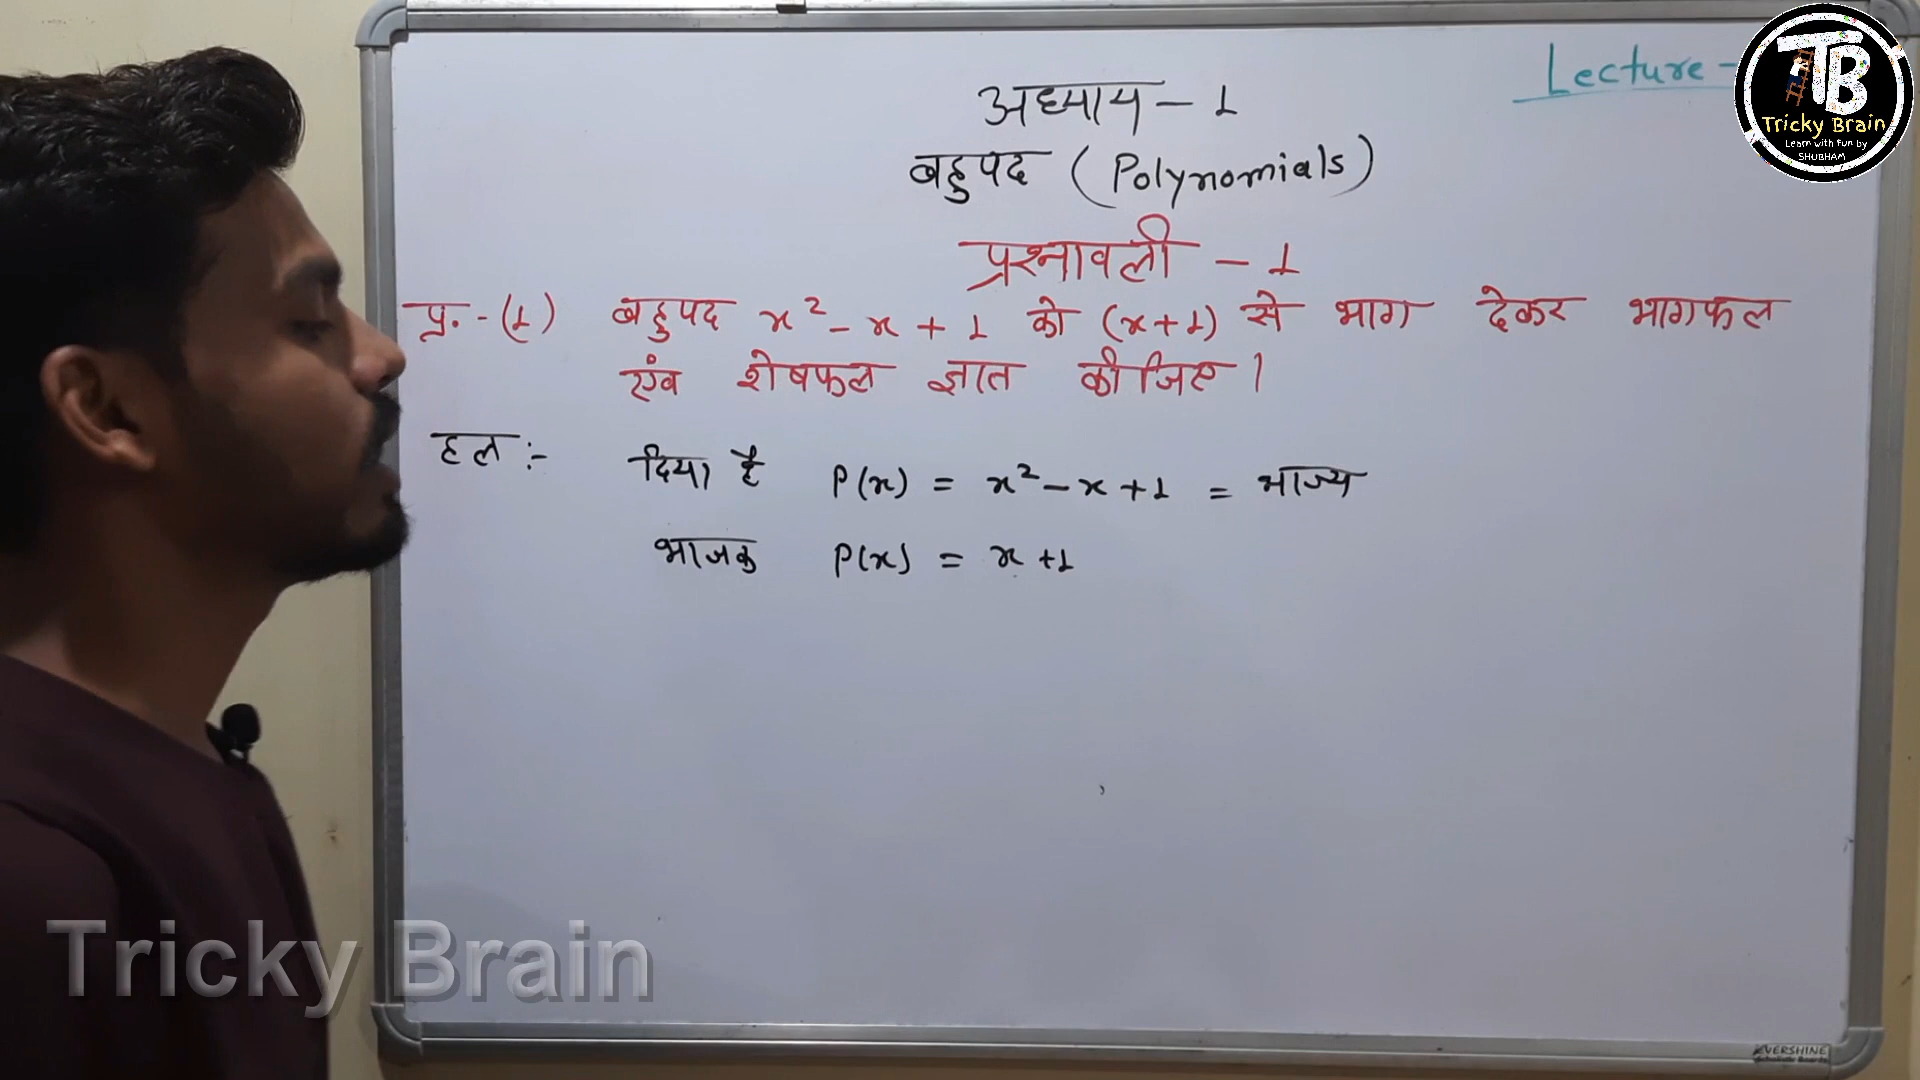 Lecture -
TB
Tricky Brain
Learn with Fun by
SHUBHAM
अध्याय - 1
बहुपद (Polynomials)
प्रश्नावली - 1
प्र. - (1) बहुपद x² - x + 1 को (x+1) से भाग देकर भागफल
एंव शेषफल ज्ञात कीजिए।
हल :- दिया है P(x) = x² - x + 1 = भाज्य
भाजक P(x) = x + 1
Tricky Brain
EVERSHINE